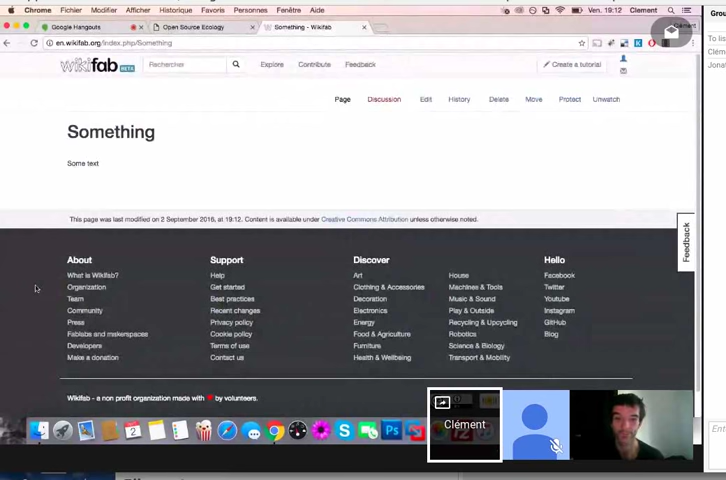 Chrome Fichier Modifier Afficher Historique Favoris Personnes Fenêtre Aide Ven. 19:12 Clement
Google Hangouts Open Source Ecology Something - Wikifab Clément
en.wikifab.org/index.php/Something
wikifab BETA Rechercher Explore Contribute Feedback Create a tutorial
Page Discussion Edit History Delete Move Protect Unwatch
Something
Some text
This page was last modified on 2 September 2016, at 19:12. Content is available under Creative Commons Attribution unless otherwise noted.
Feedback
About Support Discover Hello
What is Wikifab? Help Art House Facebook
Organization Get started Clothing & Accessories Machines & Tools Twitter
Team Best practices Decoration Music & Sound Youtube
Community Recent changes Electronics Play & Outside Instagram
Press Privacy policy Energy Recycling & Upcycling GitHub
Fablabs and makerspaces Cookie policy Food & Agriculture Robotics Blog
Developers Terms of use Furniture Science & Biology
Make a donation Contact us Health & Wellbeing Transport & Mobility
Wikifab - a non profit organization made with by volunteers.
Clément
2
Ps